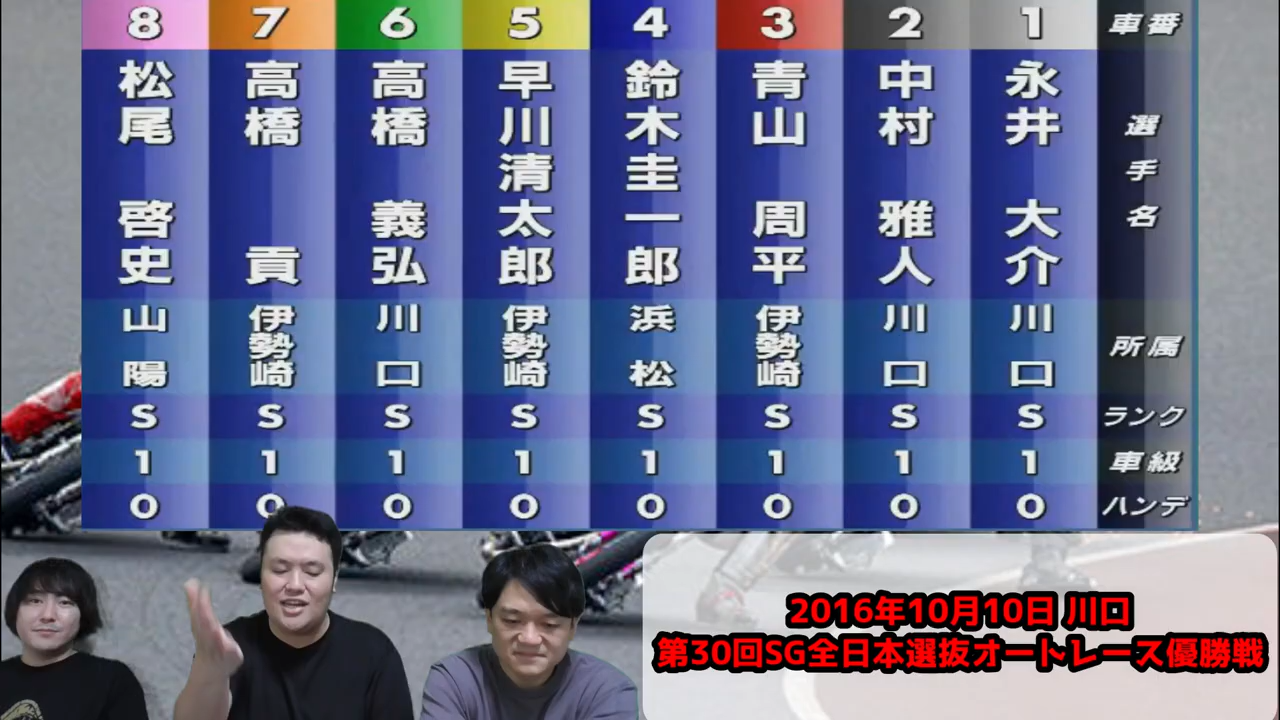 車番 1 2 3 4 5 6 7 8
選手名 永井大介 中村雅人 青山周平 鈴木圭一郎 早川清太郎 高橋義弘 高橋貢 松尾啓史
所属 川口 川口 伊勢崎 浜松 伊勢崎 川口 伊勢崎 山陽
ランク S S S S S S S S
車級 1 1 1 1 1 1 1 1
ハンデ 0 0 0 0 0 0 0 0
2016年10月10日 川口
第30回SG全日本選抜オートレース優勝戦